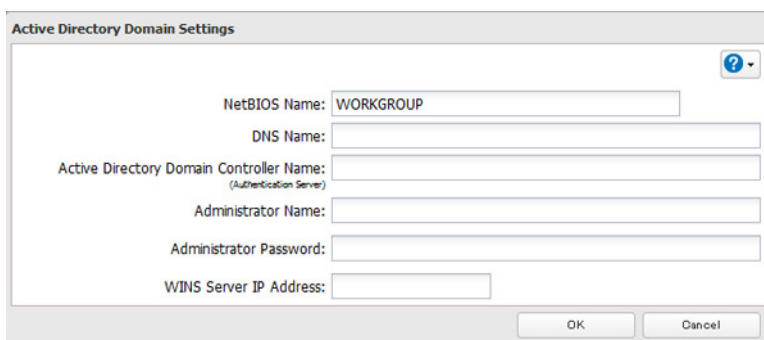 Active Directory Domain Settings
?
NetBIOS Name: WORKGROUP
DNS Name:
Active Directory Domain Controller Name:
(Authentication Server)
Administrator Name:
Administrator Password:
WINS Server IP Address:
OK Cancel